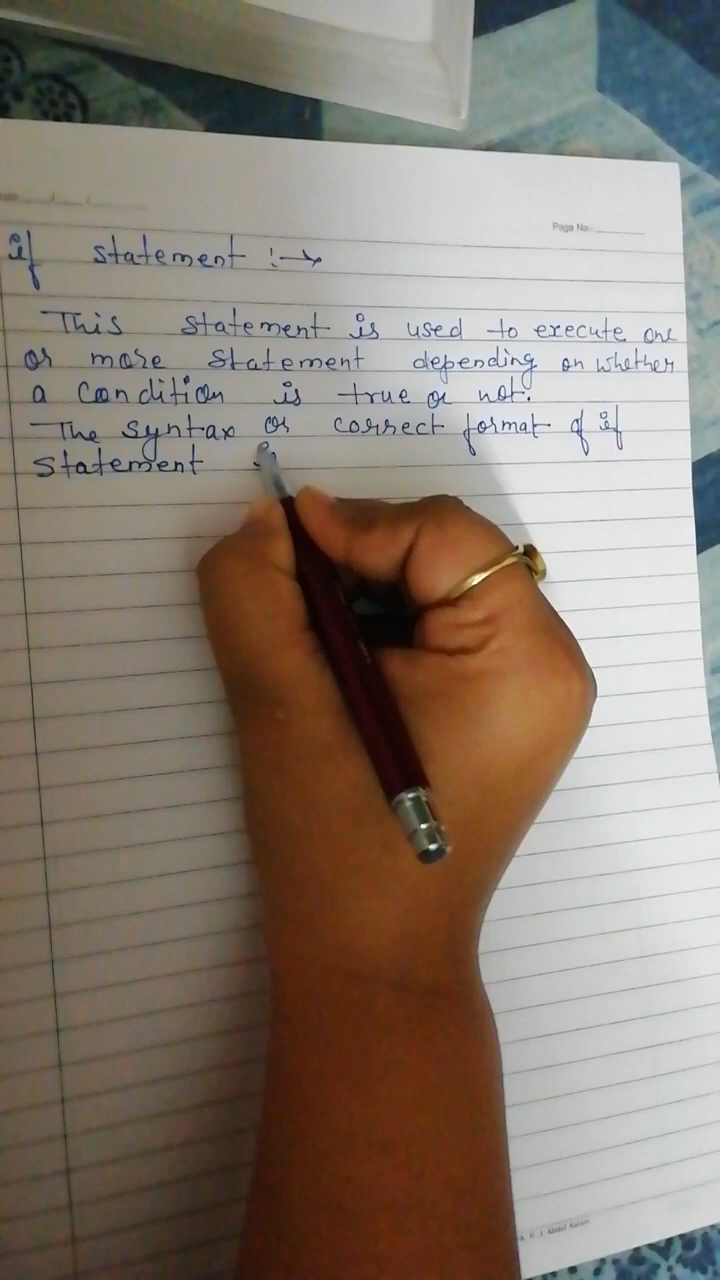 Page No.
if statement :→
This statement is used to execute one
or more statement depending on whether
a condition is true or not.
The syntax or correct format of if
statement is